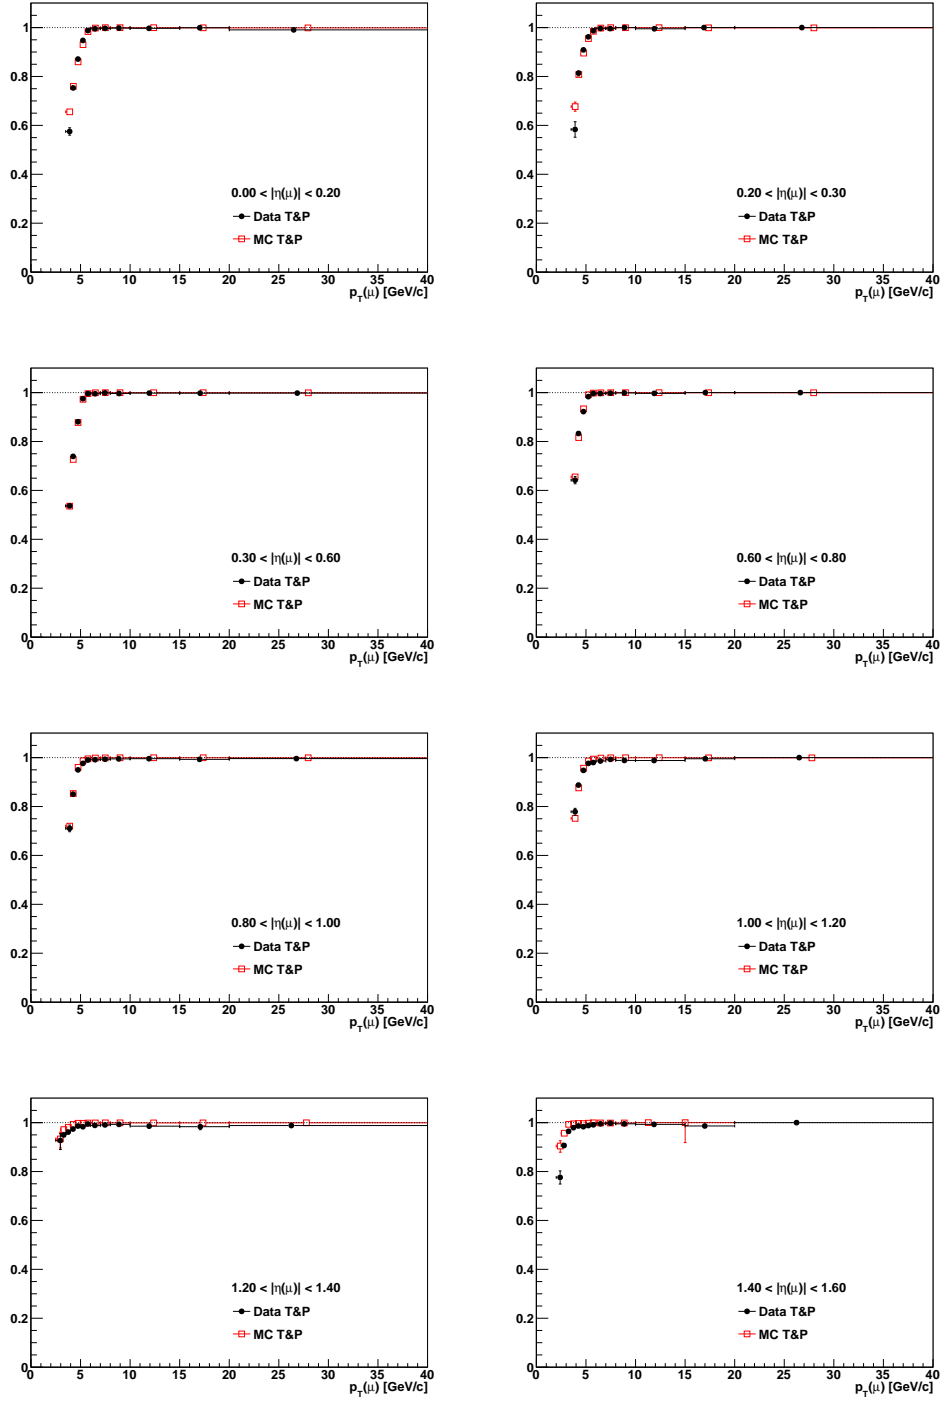 1
0.8
0.6
0.4
0.2
0
0.00 < |η(μ)| < 0.20
Data T&P
MC T&P
0 5 10 15 20 25 30 35 40
p_T(μ) [GeV/c]
1
0.8
0.6
0.4
0.2
0
0.20 < |η(μ)| < 0.30
Data T&P
MC T&P
0 5 10 15 20 25 30 35 40
p_T(μ) [GeV/c]
1
0.8
0.6
0.4
0.2
0
0.30 < |η(μ)| < 0.60
Data T&P
MC T&P
0 5 10 15 20 25 30 35 40
p_T(μ) [GeV/c]
1
0.8
0.6
0.4
0.2
0
0.60 < |η(μ)| < 0.80
Data T&P
MC T&P
0 5 10 15 20 25 30 35 40
p_T(μ) [GeV/c]
1
0.8
0.6
0.4
0.2
0
0.80 < |η(μ)| < 1.00
Data T&P
MC T&P
0 5 10 15 20 25 30 35 40
p_T(μ) [GeV/c]
1
0.8
0.6
0.4
0.2
0
1.00 < |η(μ)| < 1.20
Data T&P
MC T&P
0 5 10 15 20 25 30 35 40
p_T(μ) [GeV/c]
1
0.8
0.6
0.4
0.2
0
1.20 < |η(μ)| < 1.40
Data T&P
MC T&P
0 5 10 15 20 25 30 35 40
p_T(μ) [GeV/c]
1
0.8
0.6
0.4
0.2
0
1.40 < |η(μ)| < 1.60
Data T&P
MC T&P
0 5 10 15 20 25 30 35 40
p_T(μ) [GeV/c]